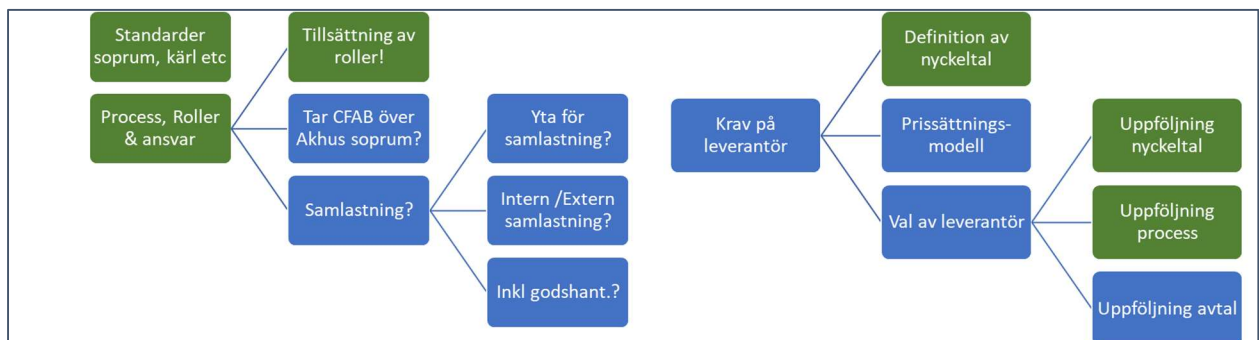 Standarder
soprum, kärl etc
Process, Roller
& ansvar
Tillsättning av
roller!
Tar CFAB över
Akhus soprum?
Samlastning?
Yta för
samlastning?
Intern /Extern
samlastning?
Inkl godshant.?
Krav på
leverantör
Definition av
nyckeltal
Prissättnings-
modell
Val av leverantör
Uppföljning
nyckeltal
Uppföljning
process
Uppföljning avtal